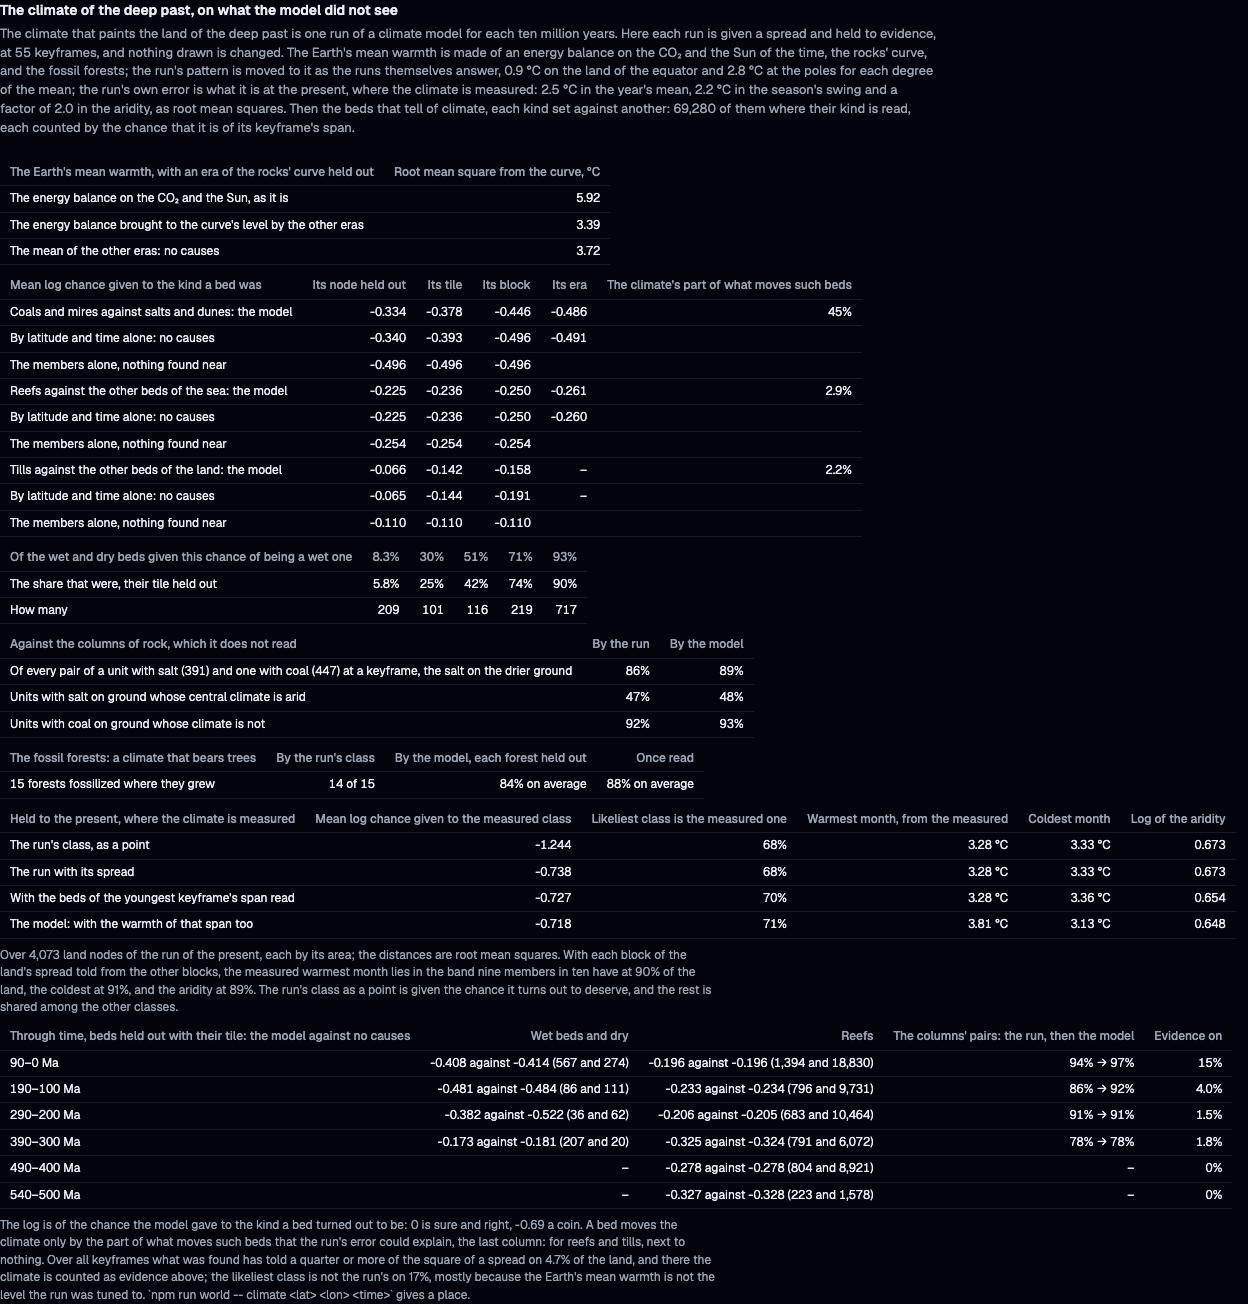 The climate of the deep past, on what the model did not see
The climate that paints the land of the deep past is one run of a climate model for each ten million years. Here each run is given a spread and held to evidence,
at 55 keyframes, and nothing drawn is changed. The Earth's mean warmth is made of an energy balance on the CO₂ and the Sun of the time, the rocks' curve,
and the fossil forests; the run's pattern is moved to it as the runs themselves answer, 0.9 °C on the land of the equator and 2.8 °C at the poles for each degree
of the mean; the run's own error is what it is at the present, where the climate is measured: 2.5 °C in the year's mean, 2.2 °C in the season's swing and a
factor of 2.0 in the aridity, as root mean squares. Then the beds that tell of climate, each kind set against another: 69,280 of them where their kind is read,
each counted by the chance that it is of its keyframe's span.
The Earth's mean warmth, with an era of the rocks' curve held out Root mean square from the curve, °C
The energy balance on the CO₂ and the Sun, as it is 5.92
The energy balance brought to the curve's level by the other eras 3.39
The mean of the other eras: no causes 3.72
Mean log chance given to the kind a bed was Its node held out Its tile Its block Its era The climate's part of what moves such beds
Coals and mires against salts and dunes: the model -0.334 -0.378 -0.446 -0.486 45%
By latitude and time alone: no causes -0.340 -0.393 -0.496 -0.491
The members alone, nothing found near -0.496 -0.496 -0.496
Reefs against the other beds of the sea: the model -0.225 -0.236 -0.250 -0.261 2.9%
By latitude and time alone: no causes -0.225 -0.236 -0.250 -0.260
The members alone, nothing found near -0.254 -0.254 -0.254
Tills against the other beds of the land: the model -0.066 -0.142 -0.158 – 2.2%
By latitude and time alone: no causes -0.065 -0.144 -0.191 –
The members alone, nothing found near -0.110 -0.110 -0.110
Of the wet and dry beds given this chance of being a wet one 8.3% 30% 51% 71% 93%
The share that were, their tile held out 5.8% 25% 42% 74% 90%
How many 209 101 116 219 717
Against the columns of rock, which it does not read By the run By the model
Of every pair of a unit with salt (391) and one with coal (447) at a keyframe, the salt on the drier ground 86% 89%
Units with salt on ground whose central climate is arid 47% 48%
Units with coal on ground whose climate is not 92% 93%
The fossil forests: a climate that bears trees By the run's class By the model, each forest held out Once read
15 forests fossilized where they grew 14 of 15 84% on average 88% on average
Held to the present, where the climate is measured Mean log chance given to the measured class Likeliest class is the measured one Warmest month, from the measured Coldest month Log of the aridity
The run's class, as a point -1.244 68% 3.28 °C 3.33 °C 0.673
The run with its spread -0.738 68% 3.28 °C 3.33 °C 0.673
With the beds of the youngest keyframe's span read -0.727 70% 3.28 °C 3.36 °C 0.654
The model: with the warmth of that span too -0.718 71% 3.81 °C 3.13 °C 0.648
Over 4,073 land nodes of the run of the present, each by its area; the distances are root mean squares. With each block of the
land's spread told from the other blocks, the measured warmest month lies in the band nine members in ten have at 90% of the
land, the coldest at 91%, and the aridity at 89%. The run's class as a point is given the chance it turns out to deserve, and the rest is
shared among the other classes.
Through time, beds held out with their tile: the model against no causes Wet beds and dry Reefs The columns' pairs: the run, then the model Evidence on
90–0 Ma -0.408 against -0.414 (567 and 274) -0.196 against -0.196 (1,394 and 18,830) 94% → 97% 15%
190–100 Ma -0.481 against -0.484 (86 and 111) -0.233 against -0.234 (796 and 9,731) 86% → 92% 4.0%
290–200 Ma -0.382 against -0.522 (36 and 62) -0.206 against -0.205 (683 and 10,464) 91% → 91% 1.5%
390–300 Ma -0.173 against -0.181 (207 and 20) -0.325 against -0.324 (791 and 6,072) 78% → 78% 1.8%
490–400 Ma – -0.278 against -0.278 (804 and 8,921) – 0%
540–500 Ma – -0.327 against -0.328 (223 and 1,578) – 0%
The log is of the chance the model gave to the kind a bed turned out to be: 0 is sure and right, -0.69 a coin. A bed moves the
climate only by the part of what moves such beds that the run's error could explain, the last column: for reefs and tills, next to
nothing. Over all keyframes what was found has told a quarter or more of the square of a spread on 4.7% of the land, and there the
climate is counted as evidence above; the likeliest class is not the run's on 17%, mostly because the Earth's mean warmth is not the
level the run was tuned to. `npm run world -- climate <lat> <lon> <time>` gives a place.